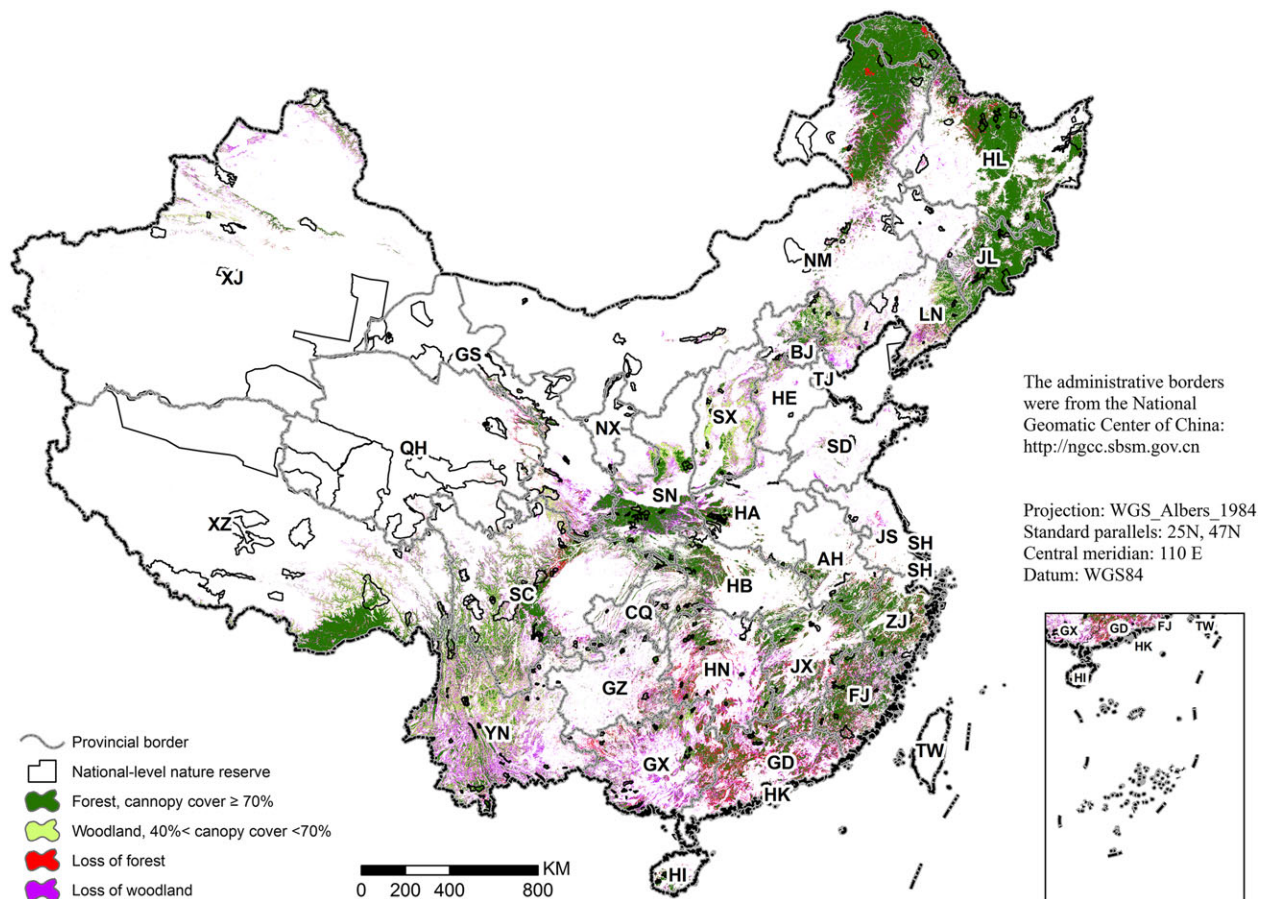 HL
JL
NM
XJ
LN
GS
BJ
TJ
HE
The administrative borders
were from the National
Geomatic Center of China:
http://ngcc.sbsm.gov.cn
SX
NX
SD
QH
SN
HA
Projection: WGS_Albers_1984
Standard parallels: 25N, 47N
Central meridian: 110 E
Datum: WGS84
XZ
JS
SH
AH
SH
SC
HB
CQ
ZJ
GX
GD
FJ
TW
HK
HI
HN
JX
GZ
FJ
YN
TW
GX
GD
HK
HI
Provincial border
National-level nature reserve
Forest, cannopy cover ≥ 70%
Woodland, 40%< canopy cover <70%
Loss of forest
Loss of woodland
KM
0 200 400 800